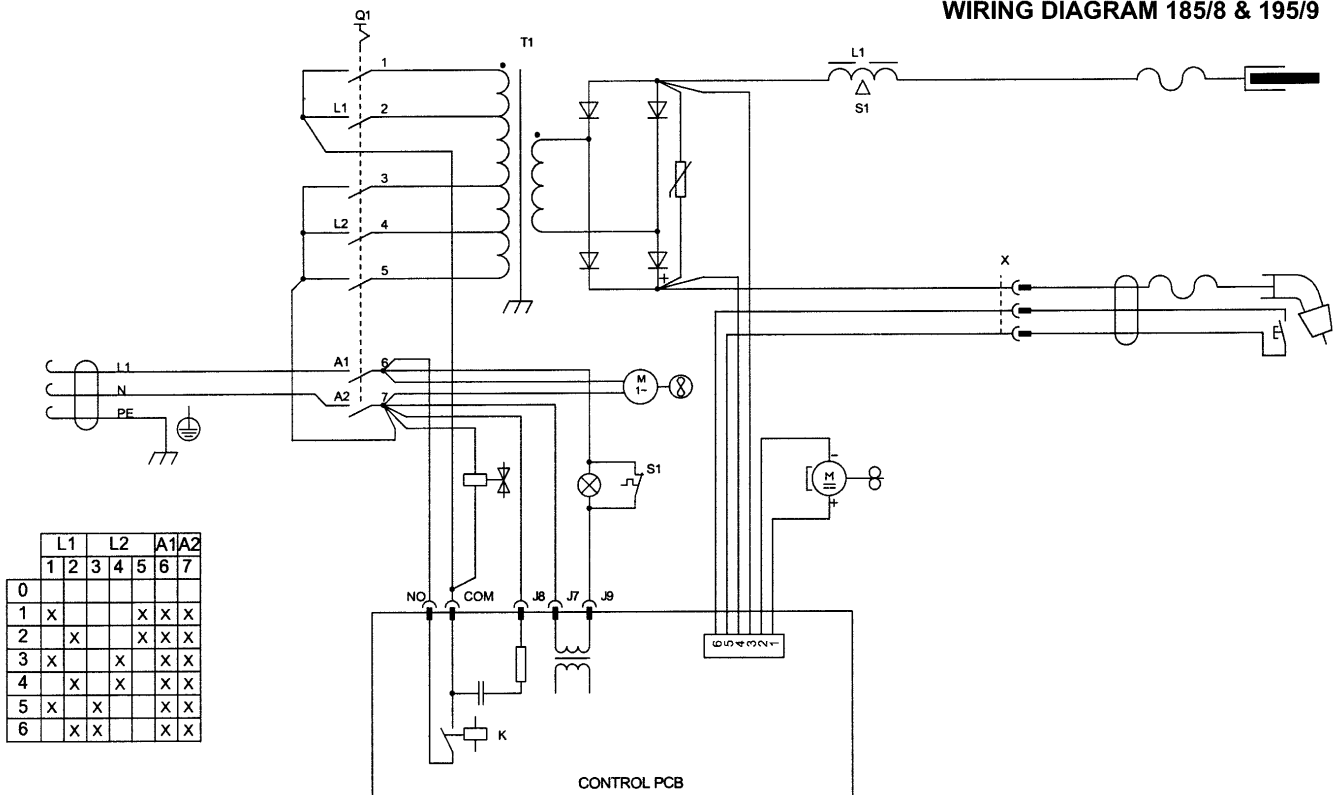 WIRING DIAGRAM 185/8 & 195/9
Q1
T1
L1
S1
1
L1 2
3
L2 4
5
X
+
L1 A1 6
N A2 7
PE
M
1~
S1
-
M
+
L1 L2 A1 A2
1 2 3 4 5 6 7
0
1 X X X X
2 X X X X
3 X X X X
4 X X X X
5 X X X X
6 X X X X
NO COM J8 J7 J9
6 5 4 3 2 1
K
CONTROL PCB